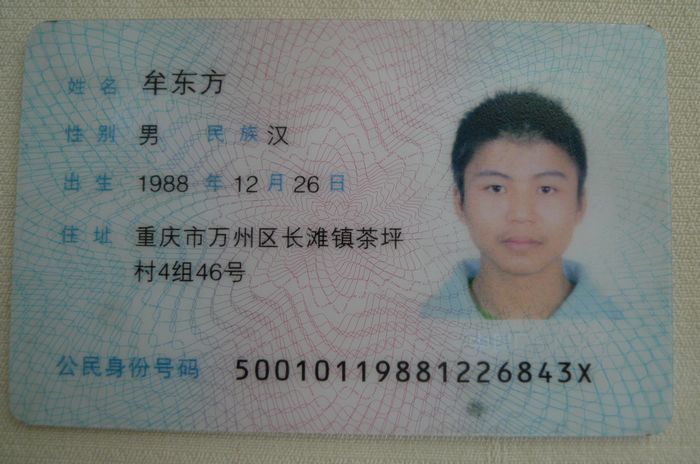 姓名 牟东方
性别 男 民族 汉
出生 1988 年 12 月 26 日
住址 重庆市万州区长滩镇茶坪
村4组46号
公民身份号码 50010119881226843X